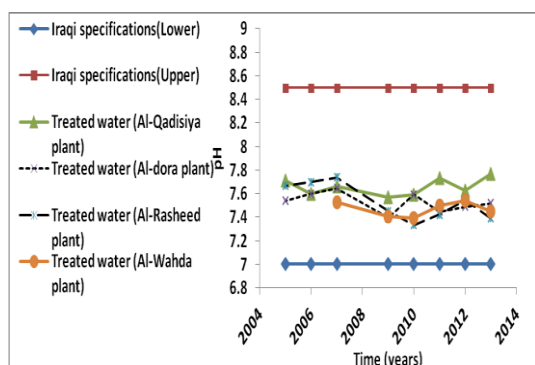 Iraqi specifications(Lower)
Iraqi specifications(Upper)
Treated water (Al-Qadisiya
plant)
Treated water (Al-dora plant)
Treated water (Al-Rasheed
plant)
Treated water (Al-Wahda
plant)
pH
9
8.8
8.6
8.4
8.2
8
7.8
7.6
7.4
7.2
7
6.8
2004
2006
2008
2010
2012
2014
Time (years)